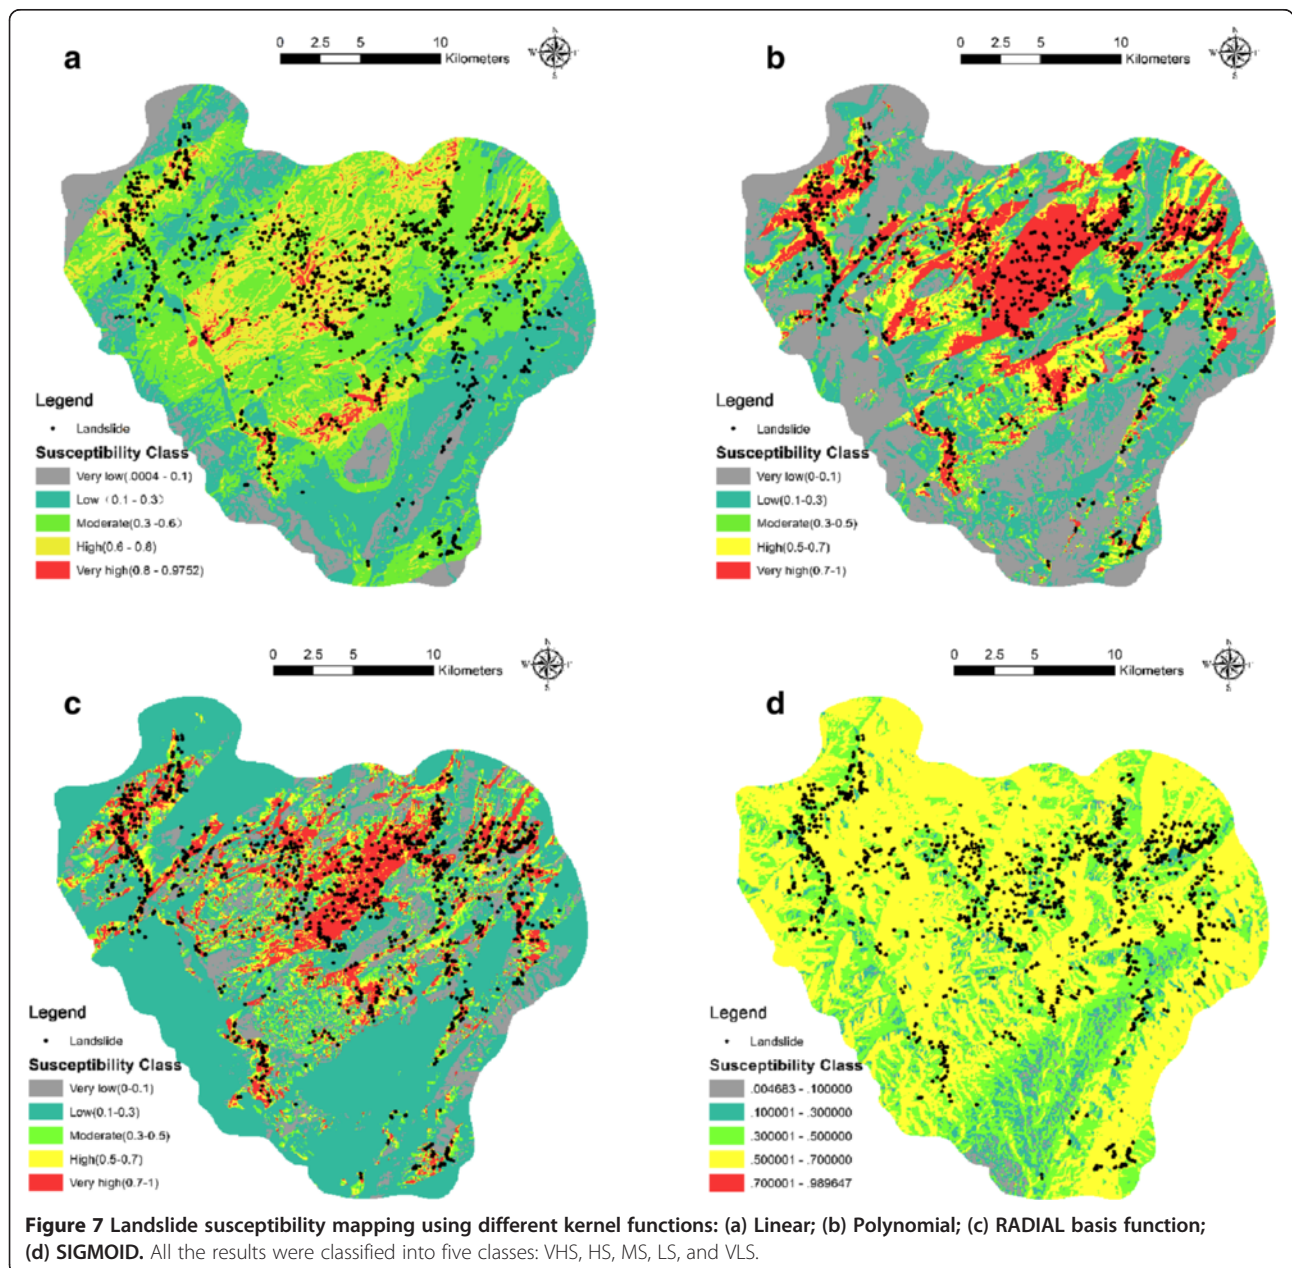 a
0 2.5 5 10
Kilometers
N
W
S
Legend
Landslide
Susceptibility Class
Very low(.0004 - 0.1)
Low（0.1 - 0.3）
Moderate(0.3 -0.6）
High(0.6 - 0.8)
Very high(0.8 - 0.9752)
b
0 2.5 5 10
Kilometers
N
W
S
Legend
Landslide
Susceptibility Class
Very low(0-0.1)
Low(0.1-0.3)
Moderate(0.3-0.5)
High(0.5-0.7)
Very high(0.7-1)
c
0 2.5 5 10
Kilometers
N
W
S
Legend
Landslide
Susceptibility Class
Very low(0-0.1)
Low(0.1-0.3)
Moderate(0.3-0.5)
High(0.5-0.7)
Very high(0.7-1)
d
0 2.5 5 10
Kilometers
N
W
S
Legend
Landslide
Susceptibility Class
.004683 - .100000
.100001 - .300000
.300001 - .500000
.500001 - .700000
.700001 - .989647
Figure 7 Landslide susceptibility mapping using different kernel functions: (a) Linear; (b) Polynomial; (c) RADIAL basis function;
(d) SIGMOID. All the results were classified into five classes: VHS, HS, MS, LS, and VLS.